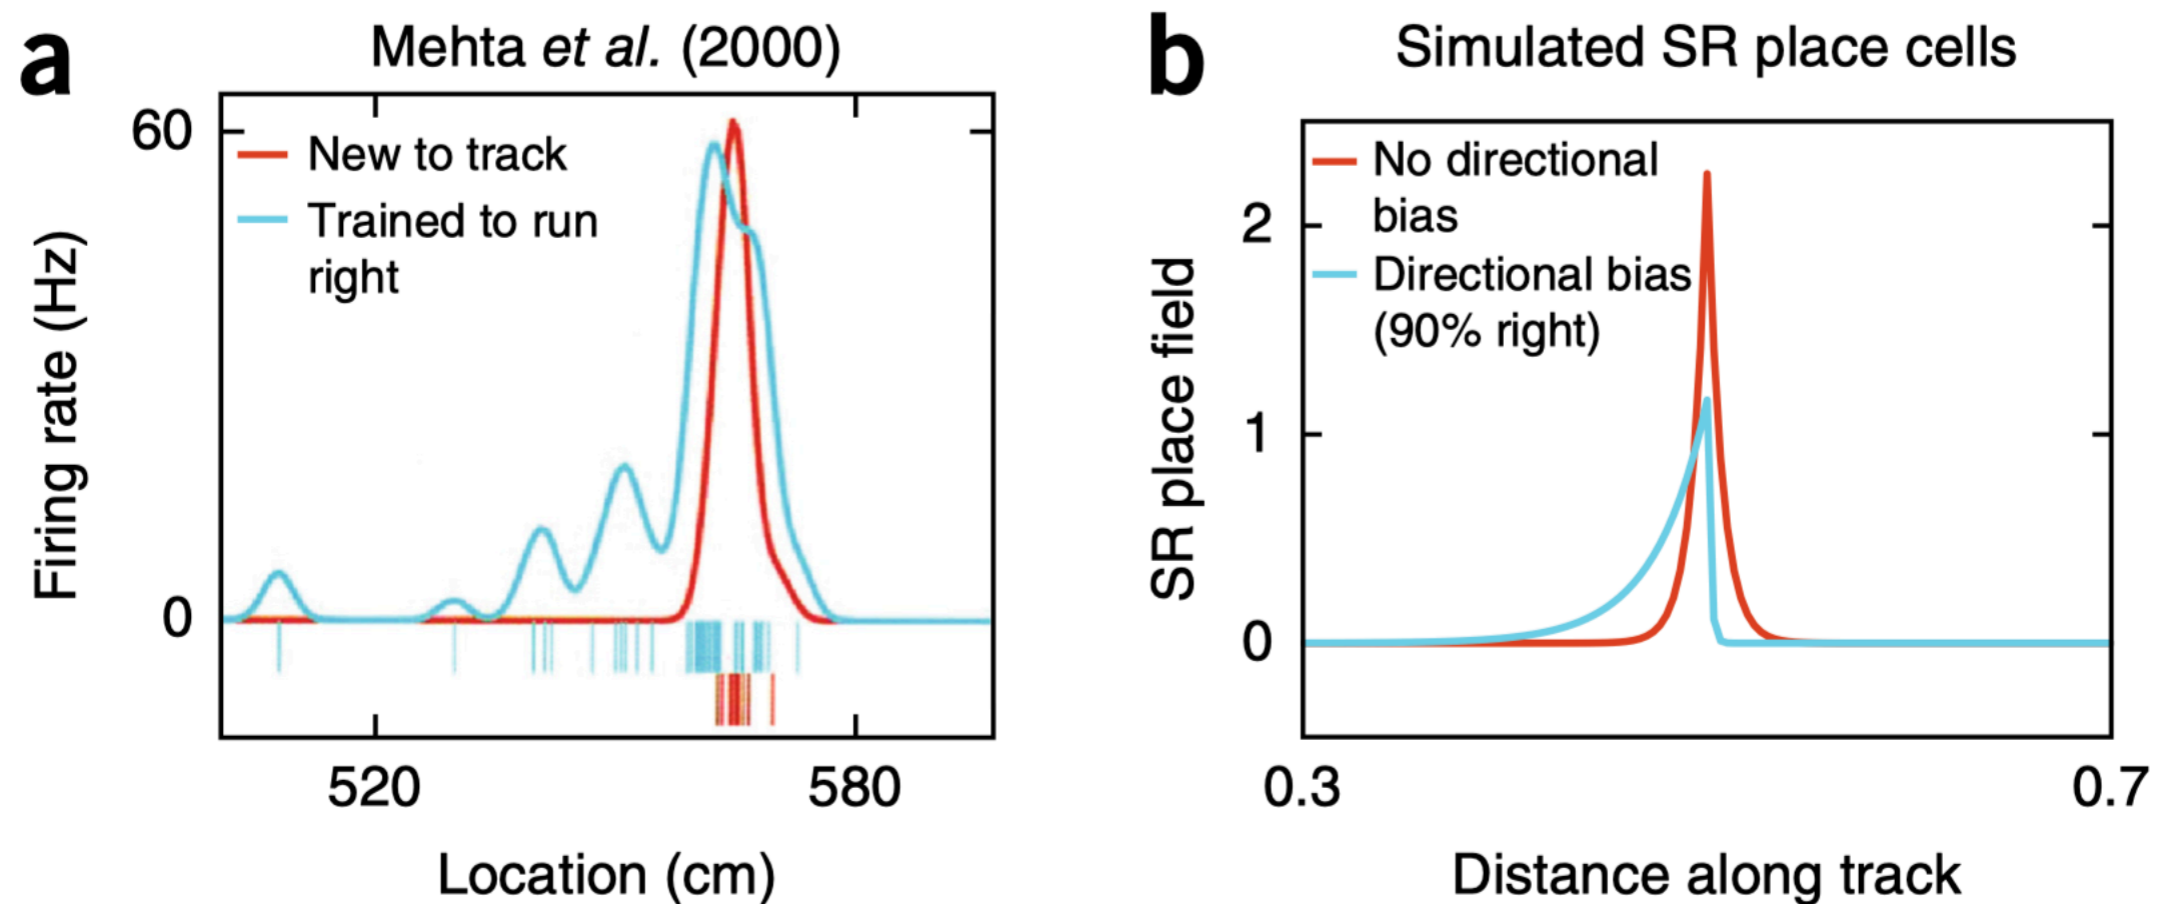 a
Mehta et al. (2000)
60
New to track
Trained to run
right
Firing rate (Hz)
0
520
580
Location (cm)
b
Simulated SR place cells
No directional
bias
Directional bias
(90% right)
2
1
0
SR place field
0.3
0.7
Distance along track